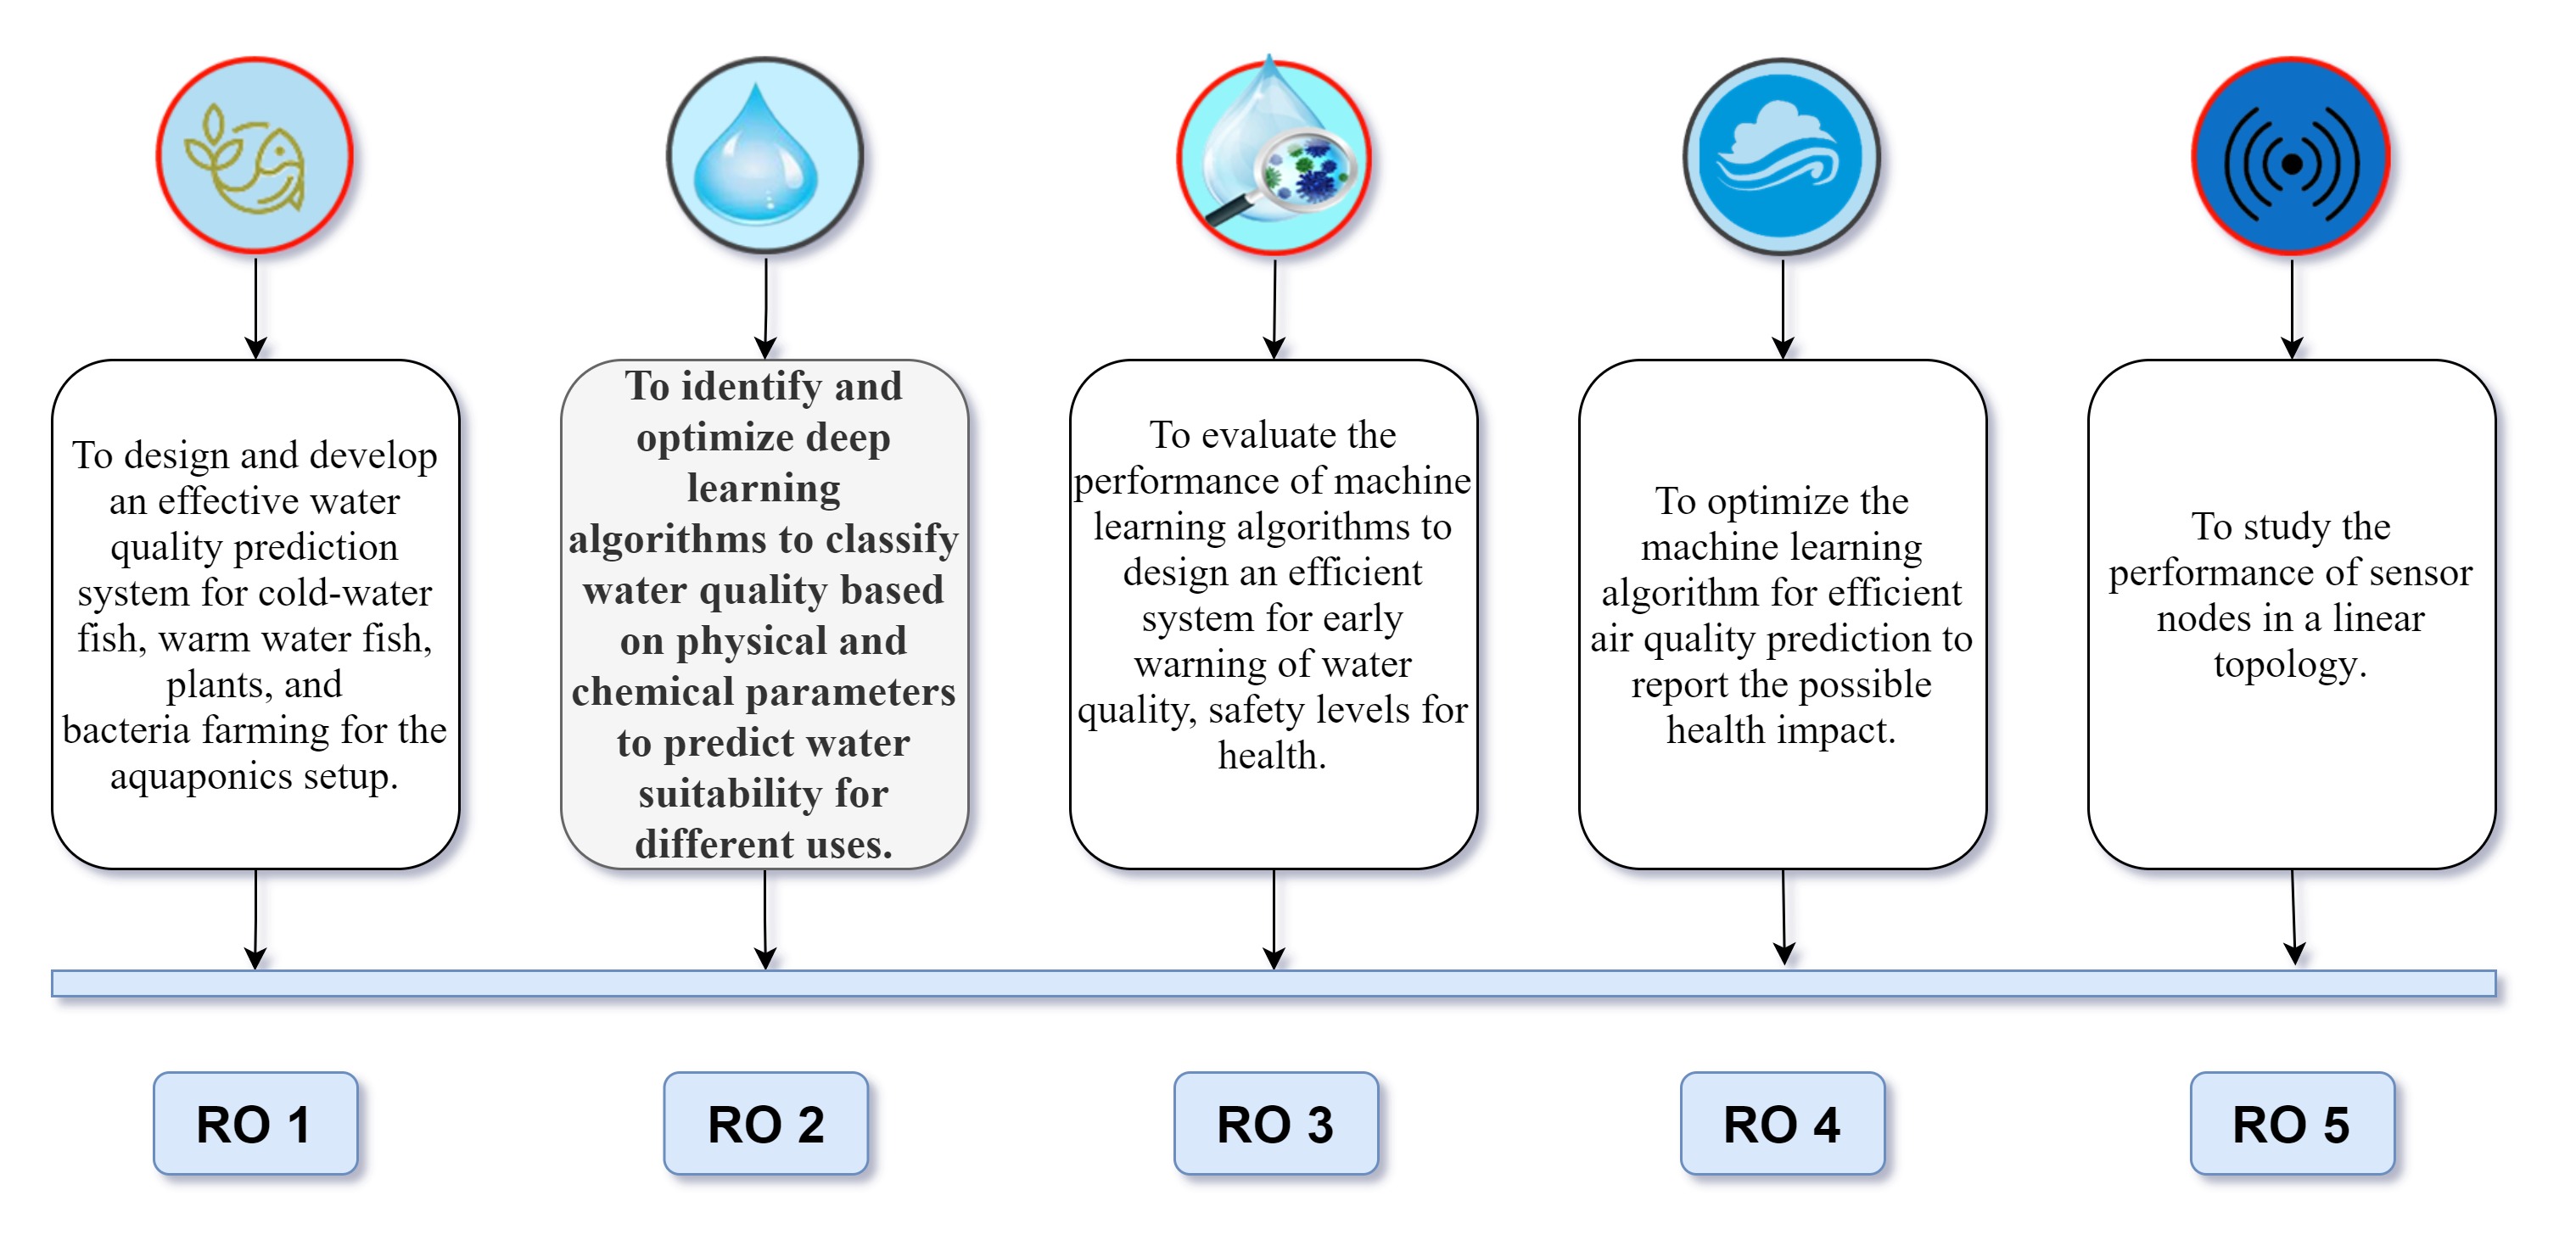 To design and develop
an effective water
quality prediction
system for cold-water
fish, warm water fish,
plants, and
bacteria farming for the
aquaponics setup.
To identify and
optimize deep
learning
algorithms to classify
water quality based
on physical and
chemical parameters
to predict water
suitability for
different uses.
To evaluate the
performance of machine
learning algorithms to
design an efficient
system for early
warning of water
quality, safety levels for
health.
To optimize the
machine learning
algorithm for efficient
air quality prediction to
report the possible
health impact.
To study the
performance of sensor
nodes in a linear
topology.
RO 1
RO 2
RO 3
RO 4
RO 5